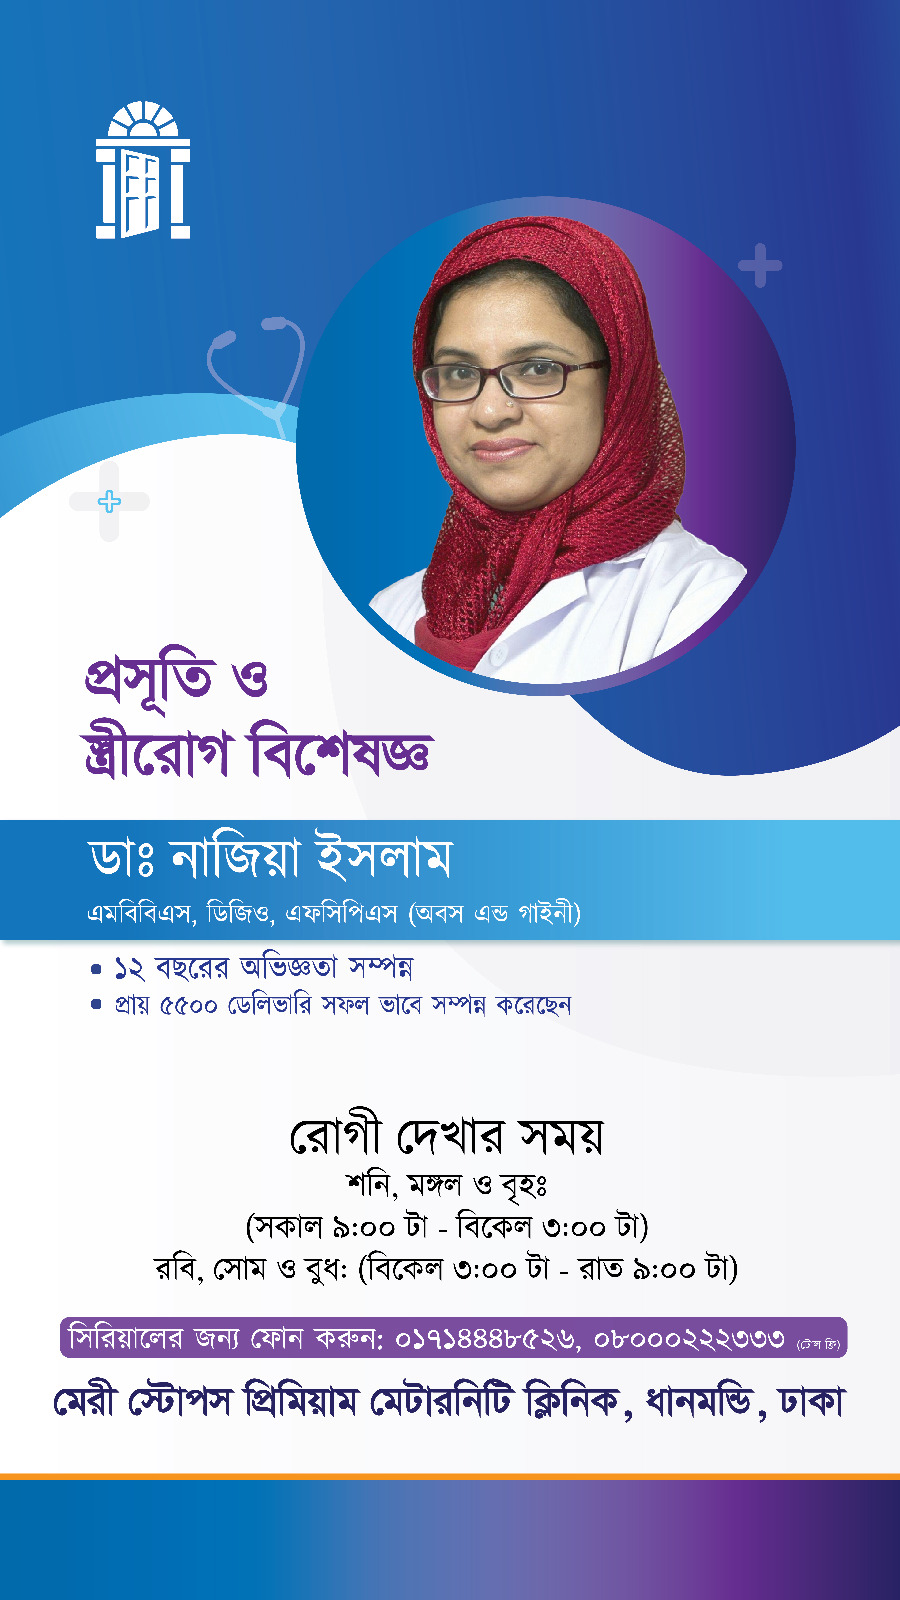 প্রসূতি ও
স্ত্রীরোগ বিশেষজ্ঞ
ডাঃ নাজিয়া ইসলাম
এমবিবিএস, ডিজিও, এফসিপিএস (অবস এন্ড গাইনী)
• ১২ বছরের অভিজ্ঞতা সম্পন্ন
• প্রায় ৫৫০০ ডেলিভারি সফল ভাবে সম্পন্ন করেছেন
রোগী দেখার সময়
শনি, মঙ্গল ও বৃহঃ
(সকাল ৯:০০ টা - বিকেল ৩:০০ টা)
রবি, সোম ও বুধ: (বিকেল ৩:০০ টা - রাত ৯:০০ টা)
সিরিয়ালের জন্য ফোন করুন: ০১৭১৪৪৪৮৫২৬, ০৮০০০২২২৩৩৩ (টোল ফ্রি)
মেরী স্টোপস প্রিমিয়াম মেটারনিটি ক্লিনিক, ধানমন্ডি, ঢাকা